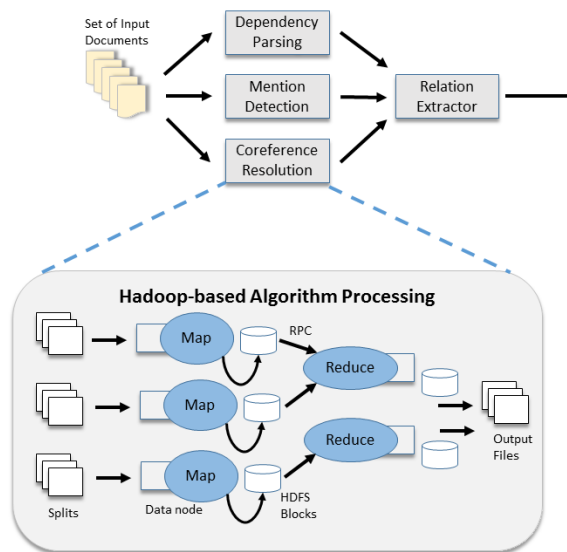 Set of Input
Documents
Dependency
Parsing
Mention
Detection
Relation
Extractor
Coreference
Resolution
Hadoop-based Algorithm Processing
Map
RPC
Reduce
Map
Map
Reduce
Output
Files
Splits
Data node
HDFS
Blocks